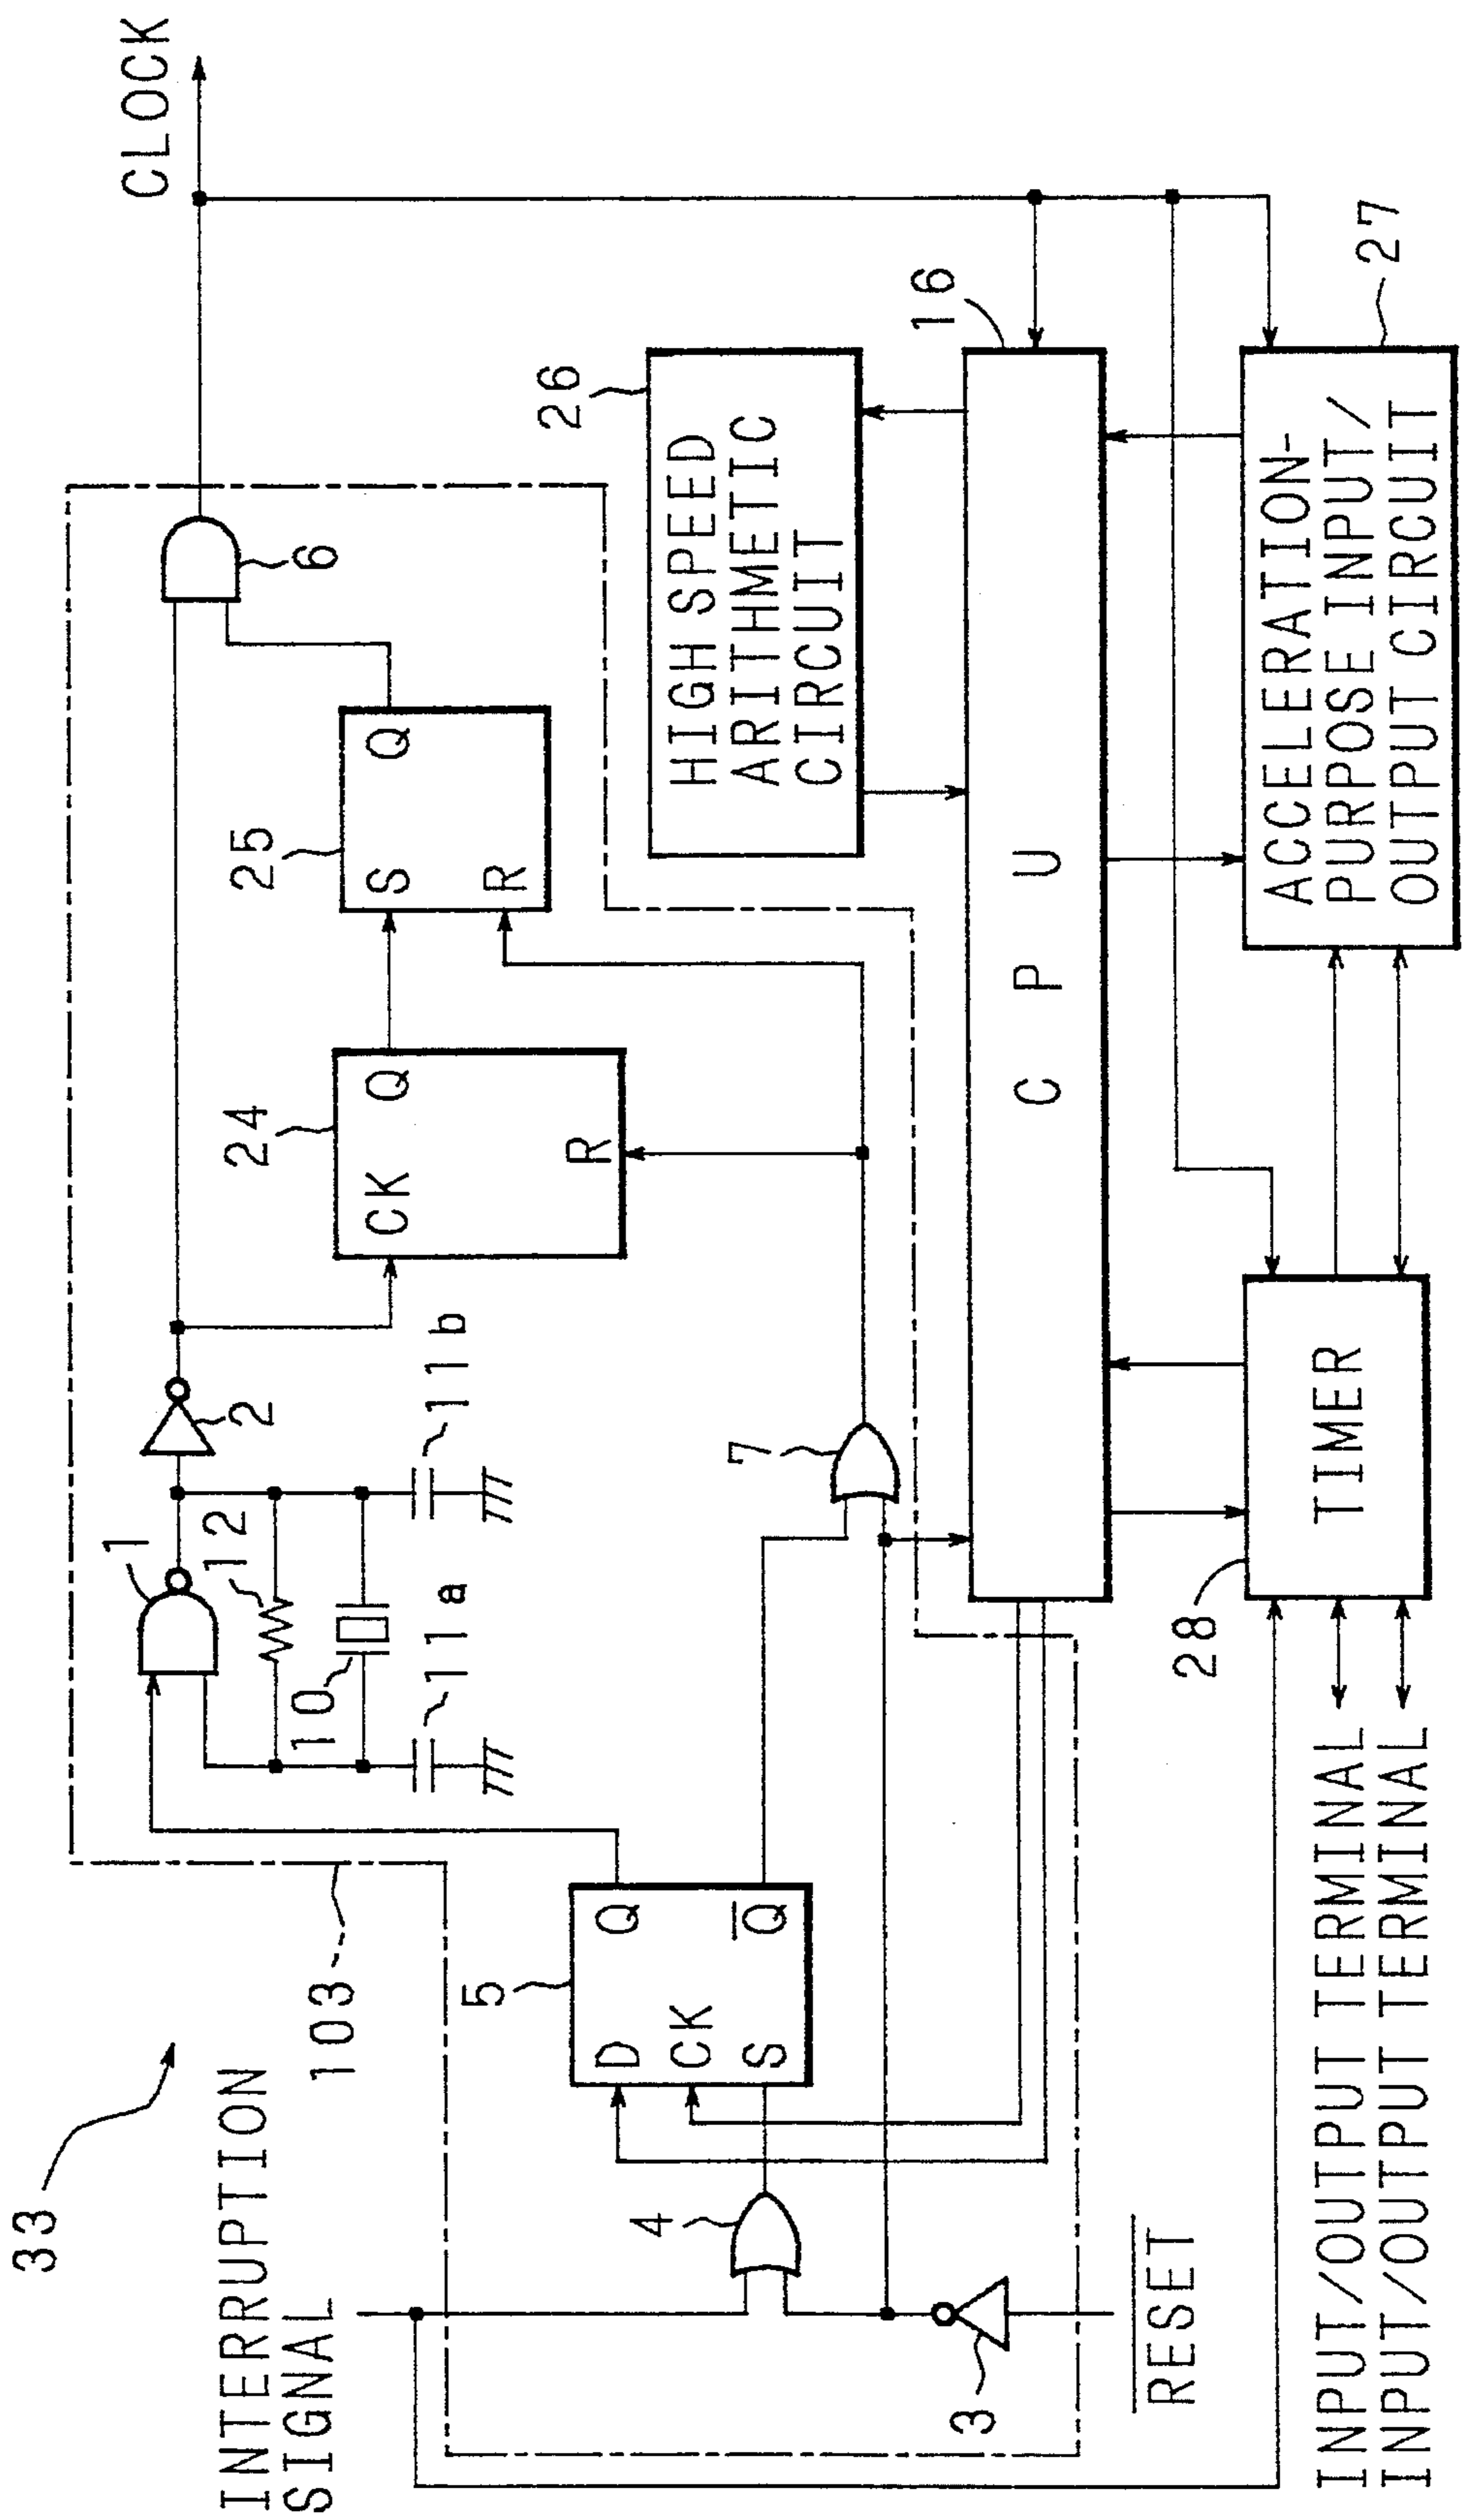 33
INTERRUPTION
SIGNAL
103
CLOCK
1
2
12
10
11a
11b
24
CK Q
R
25
S Q
R
6
5
D Q
CK
S Q
4
3
RESET
7
26
HIGH SPEED
ARITHMETIC
CIRCUIT
16
C P U
28
TIMER
27
ACCELERATION-
PURPOSE INPUT/
OUTPUT CIRCUIT
INPUT/OUTPUT TERMINAL
INPUT/OUTPUT TERMINAL